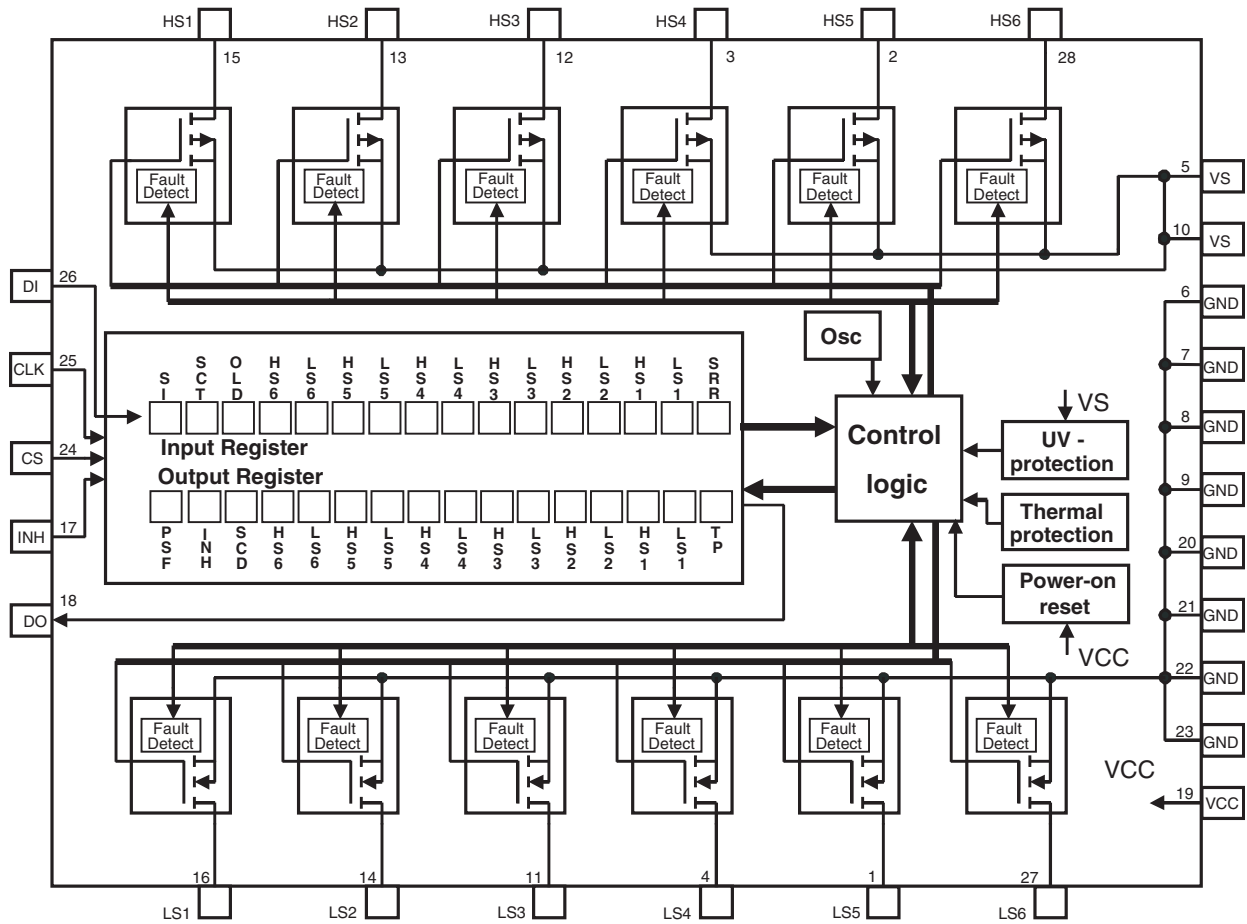 HS1 HS2 HS3 HS4 HS5 HS6
15 13 12 3 2 28
Fault Detect
Fault Detect
Fault Detect
Fault Detect
Fault Detect
Fault Detect
5 VS
10 VS
DI 26
CLK 25
CS 24
INH 17
DO 18
SI SCT OLD HS6 LS6 HS5 LS5 HS4 LS4 HS3 LS3 HS2 LS2 HS1 LS1 SRR
Input Register
Output Register
PSF INH SCD HS6 LS6 HS5 LS5 HS4 LS4 HS3 LS3 HS2 LS2 HS1 LS1 TP
Osc
Control
logic
VS
UV -
protection
Thermal
protection
Power-on
reset
VCC
6 GND
7 GND
8 GND
9 GND
20 GND
21 GND
22 GND
23 GND
VCC
19 VCC
Fault Detect
Fault Detect
Fault Detect
Fault Detect
Fault Detect
Fault Detect
16 14 11 4 1 27
LS1 LS2 LS3 LS4 LS5 LS6